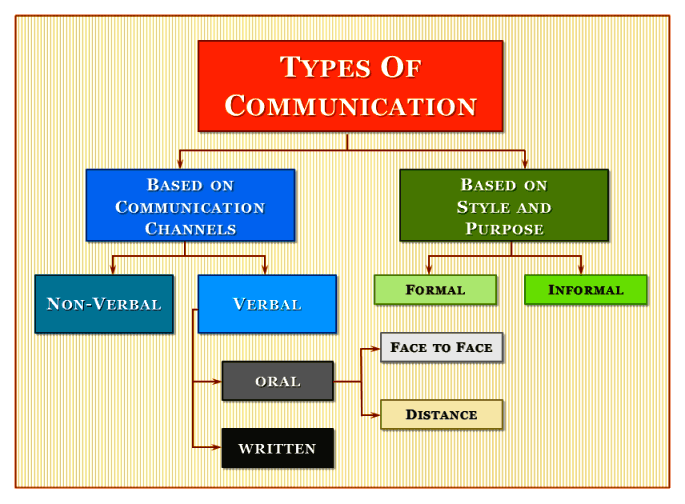 Types Of
Communication
Based on
Communication
Channels
Based on
Style and
Purpose
Non-Verbal
Verbal
Formal
Informal
Face to Face
ORAL
Distance
WRITTEN